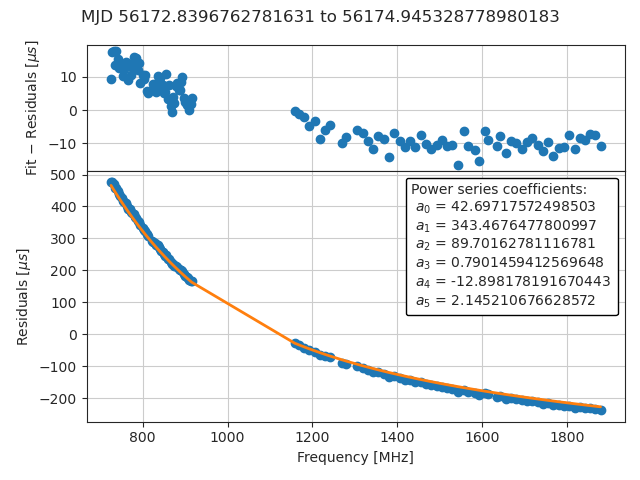 MJD 56172.8396762781631 to 56174.945328778980183
Fit − Residuals [μs]
10
0
−10
Residuals [μs]
500
400
300
200
100
0
−100
−200
Power series coefficients:
a0 = 42.69717572498503
a1 = 343.4676477800997
a2 = 89.70162781116781
a3 = 0.7901459412569648
a4 = -12.898178191670443
a5 = 2.145210676628572
800
1000
1200
1400
1600
1800
Frequency [MHz]